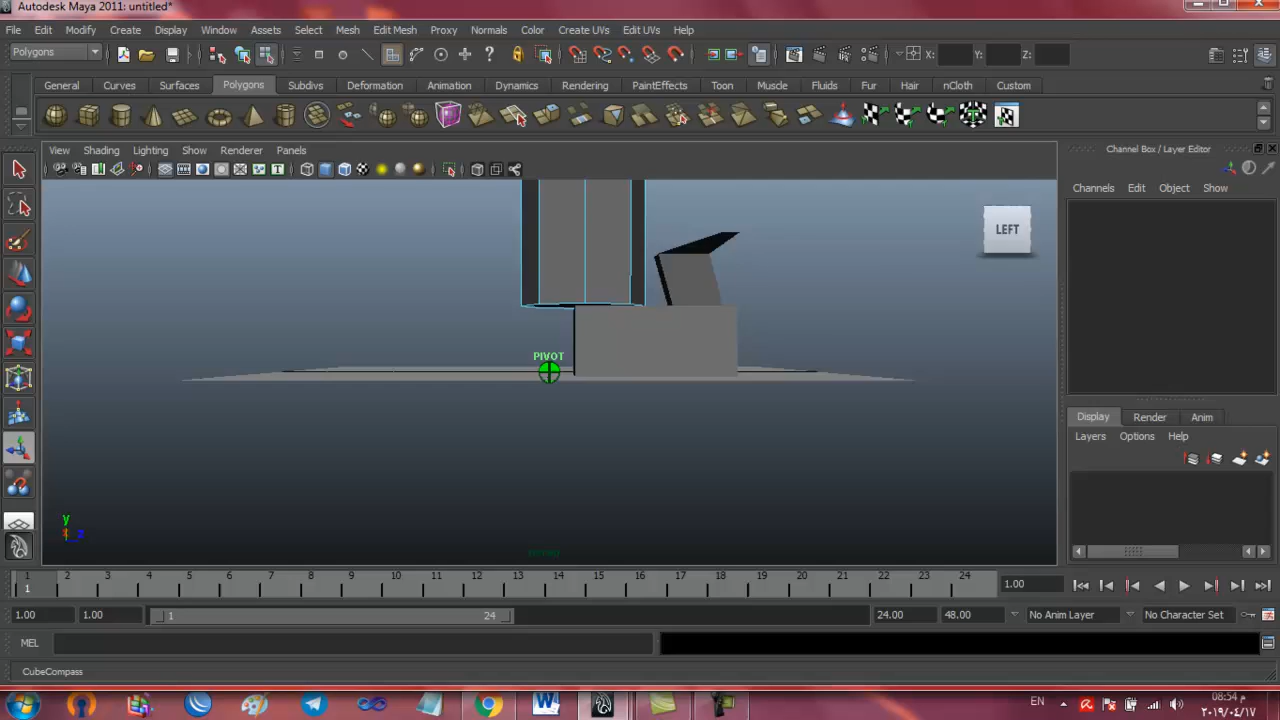 Autodesk Maya 2011: untitled*
File Edit Modify Create Display Window Assets Select Mesh Edit Mesh Proxy Normals Color Create UVs Edit UVs Help
Polygons X: Y: Z:
General Curves Surfaces Polygons Subdivs Deformation Animation Dynamics Rendering PaintEffects Toon Muscle Fluids Fur Hair nCloth Custom
View Shading Lighting Show Renderer Panels
Channel Box / Layer Editor
Channels Edit Object Show
LEFT
PIVOT
Display Render Anim
Layers Options Help
y
z
persp
1 2 3 4 5 6 7 8 9 10 11 12 13 14 15 16 17 18 19 20 21 22 23 24
1 1.00
1.00 1.00 1 24 24.00 48.00 No Anim Layer No Character Set
MEL
CubeCompass
EN 08:54 م
٢٠١٩/٠٤/١٧